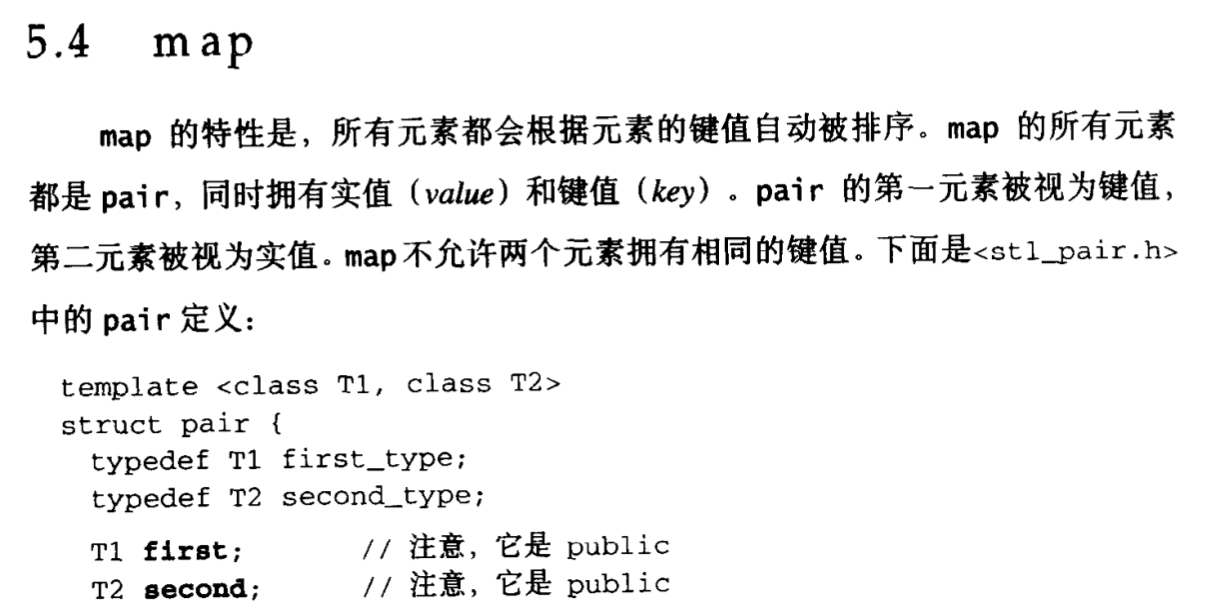 5.4 map
map 的特性是，所有元素都会根据元素的键值自动被排序。map 的所有元素
都是 pair，同时拥有实值（value）和键值（key）。pair 的第一元素被视为键值，
第二元素被视为实值。map 不允许两个元素拥有相同的键值。下面是<stl_pair.h>
中的 pair 定义：
template <class T1, class T2>
struct pair {
typedef T1 first_type;
typedef T2 second_type;
T1 first; // 注意，它是 public
T2 second; // 注意，它是 public